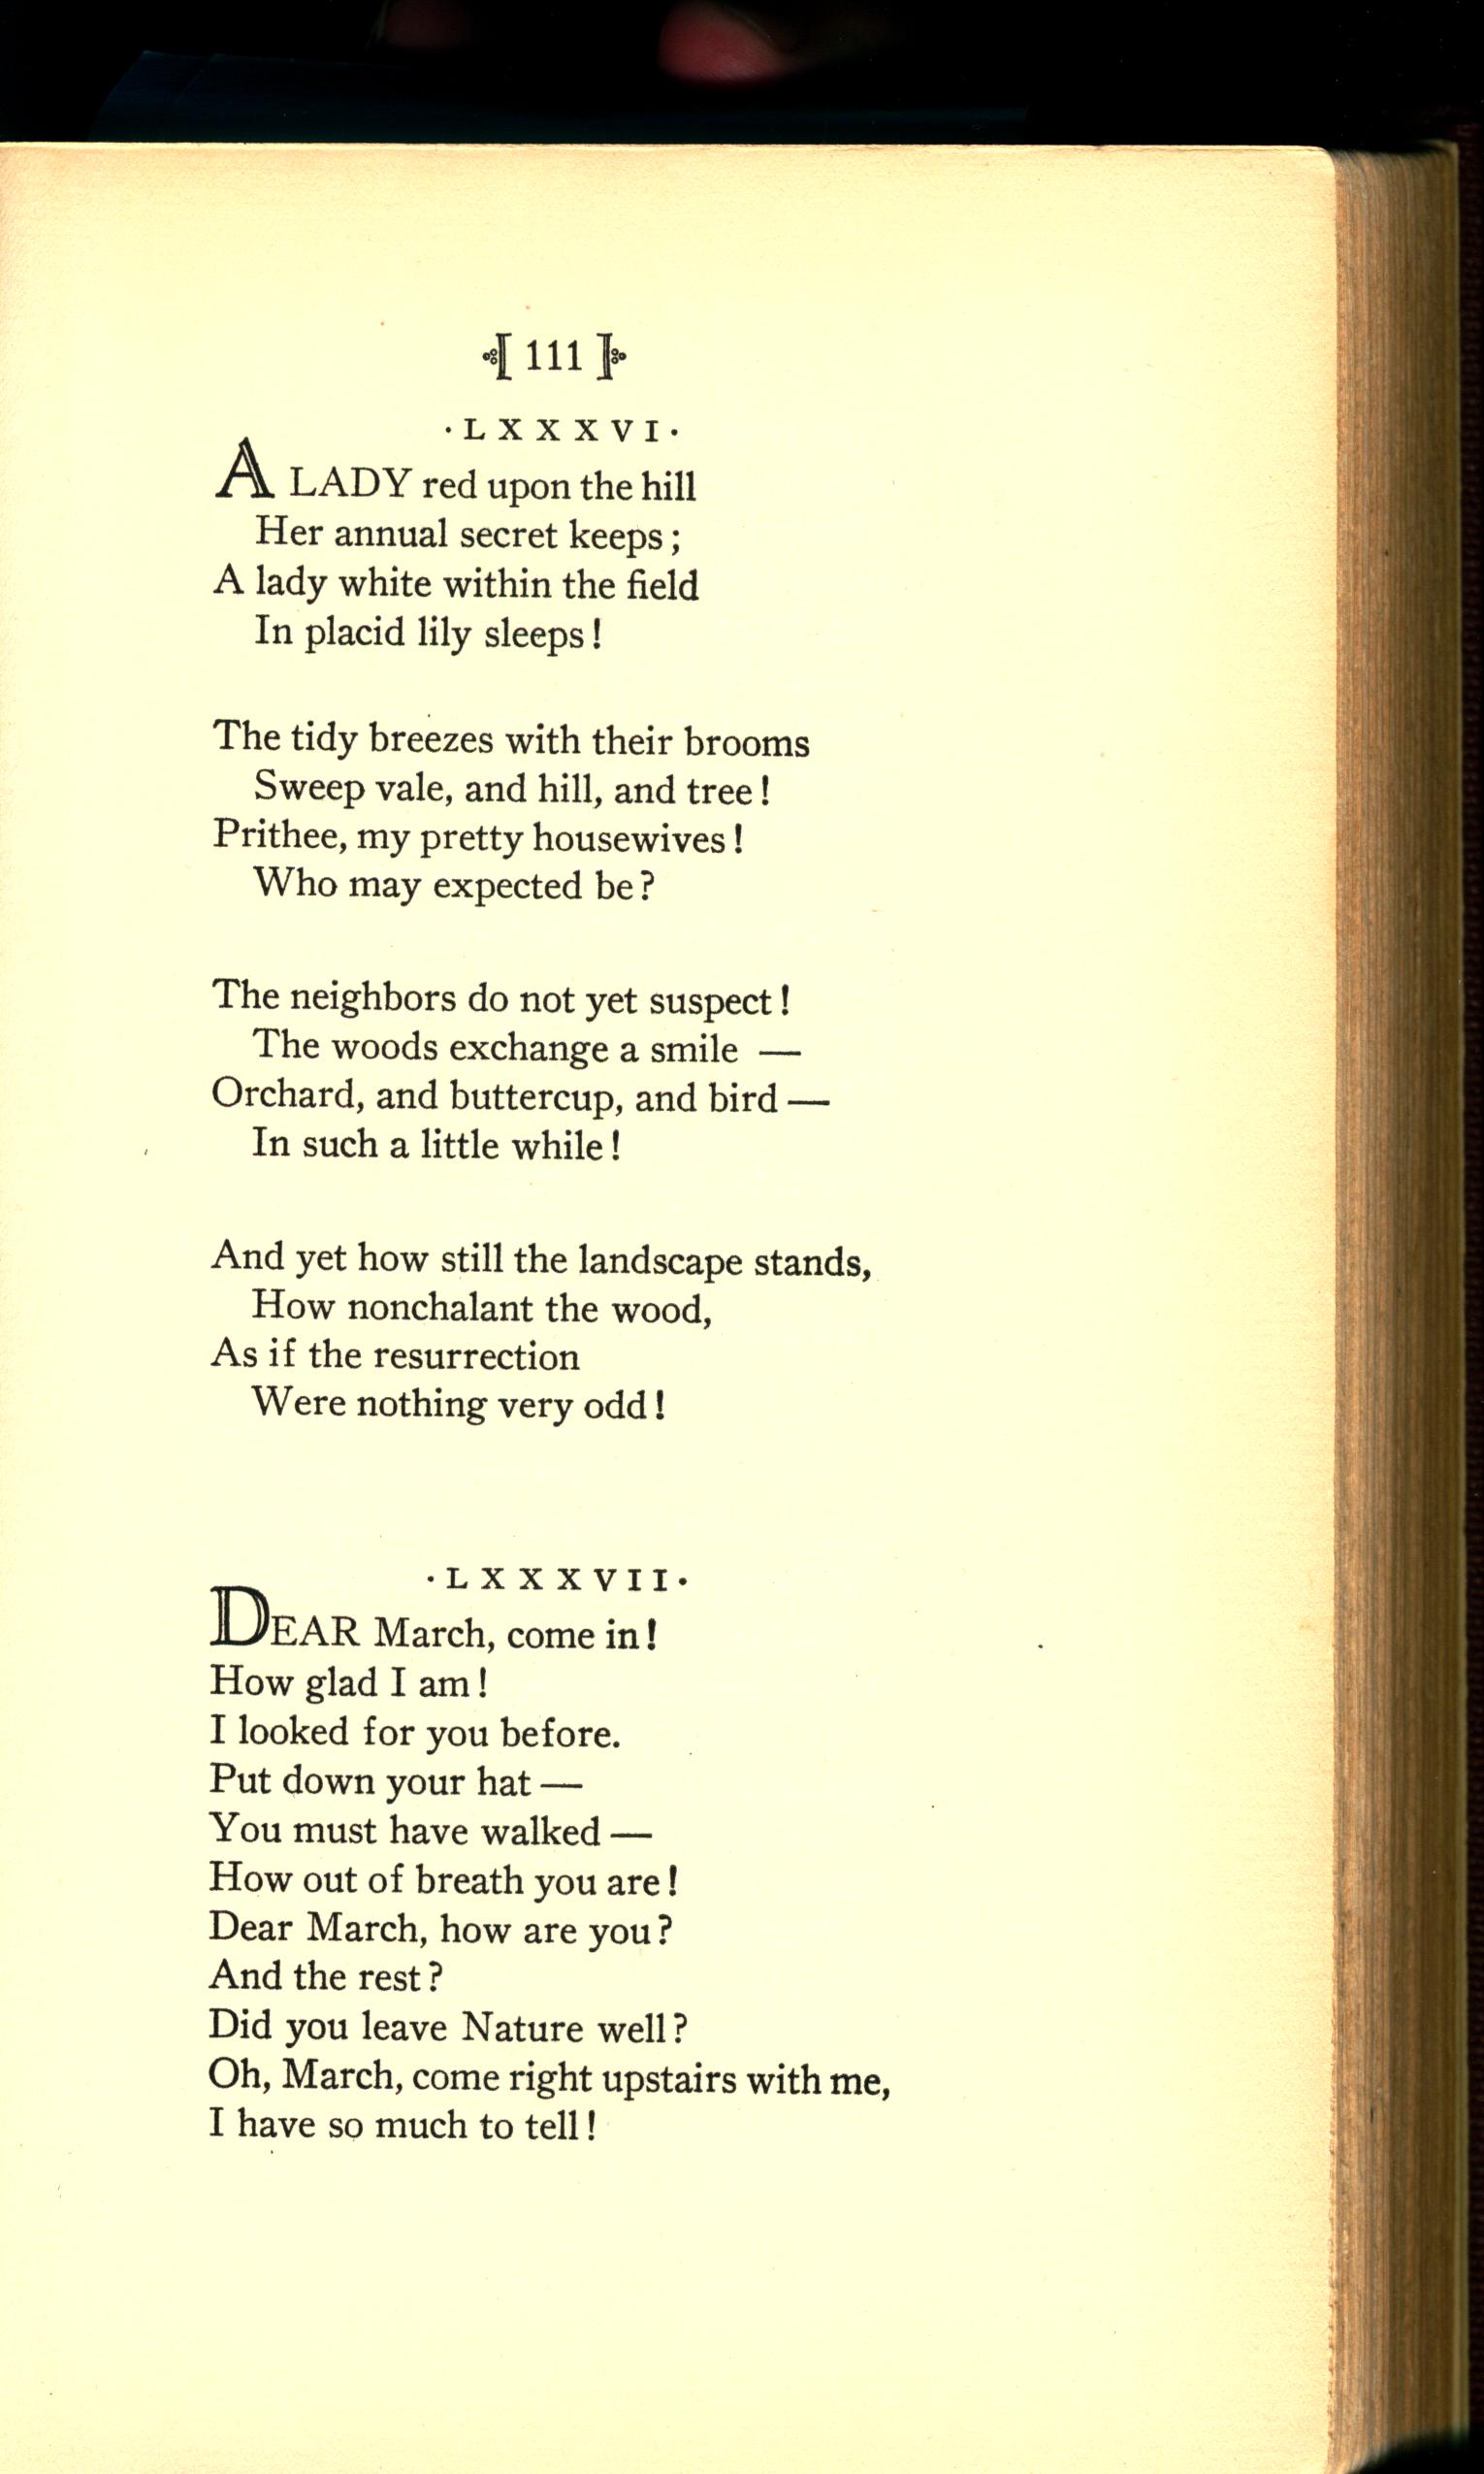 [ 111 ]
·LXXXVI·
A LADY red upon the hill
Her annual secret keeps;
A lady white within the field
In placid lily sleeps!
The tidy breezes with their brooms
Sweep vale, and hill, and tree!
Prithee, my pretty housewives!
Who may expected be?
The neighbors do not yet suspect!
The woods exchange a smile —
Orchard, and buttercup, and bird —
In such a little while!
And yet how still the landscape stands,
How nonchalant the wood,
As if the resurrection
Were nothing very odd!
·LXXXVII·
DEAR March, come in!
How glad I am!
I looked for you before.
Put down your hat —
You must have walked —
How out of breath you are!
Dear March, how are you?
And the rest?
Did you leave Nature well?
Oh, March, come right upstairs with me,
I have so much to tell!